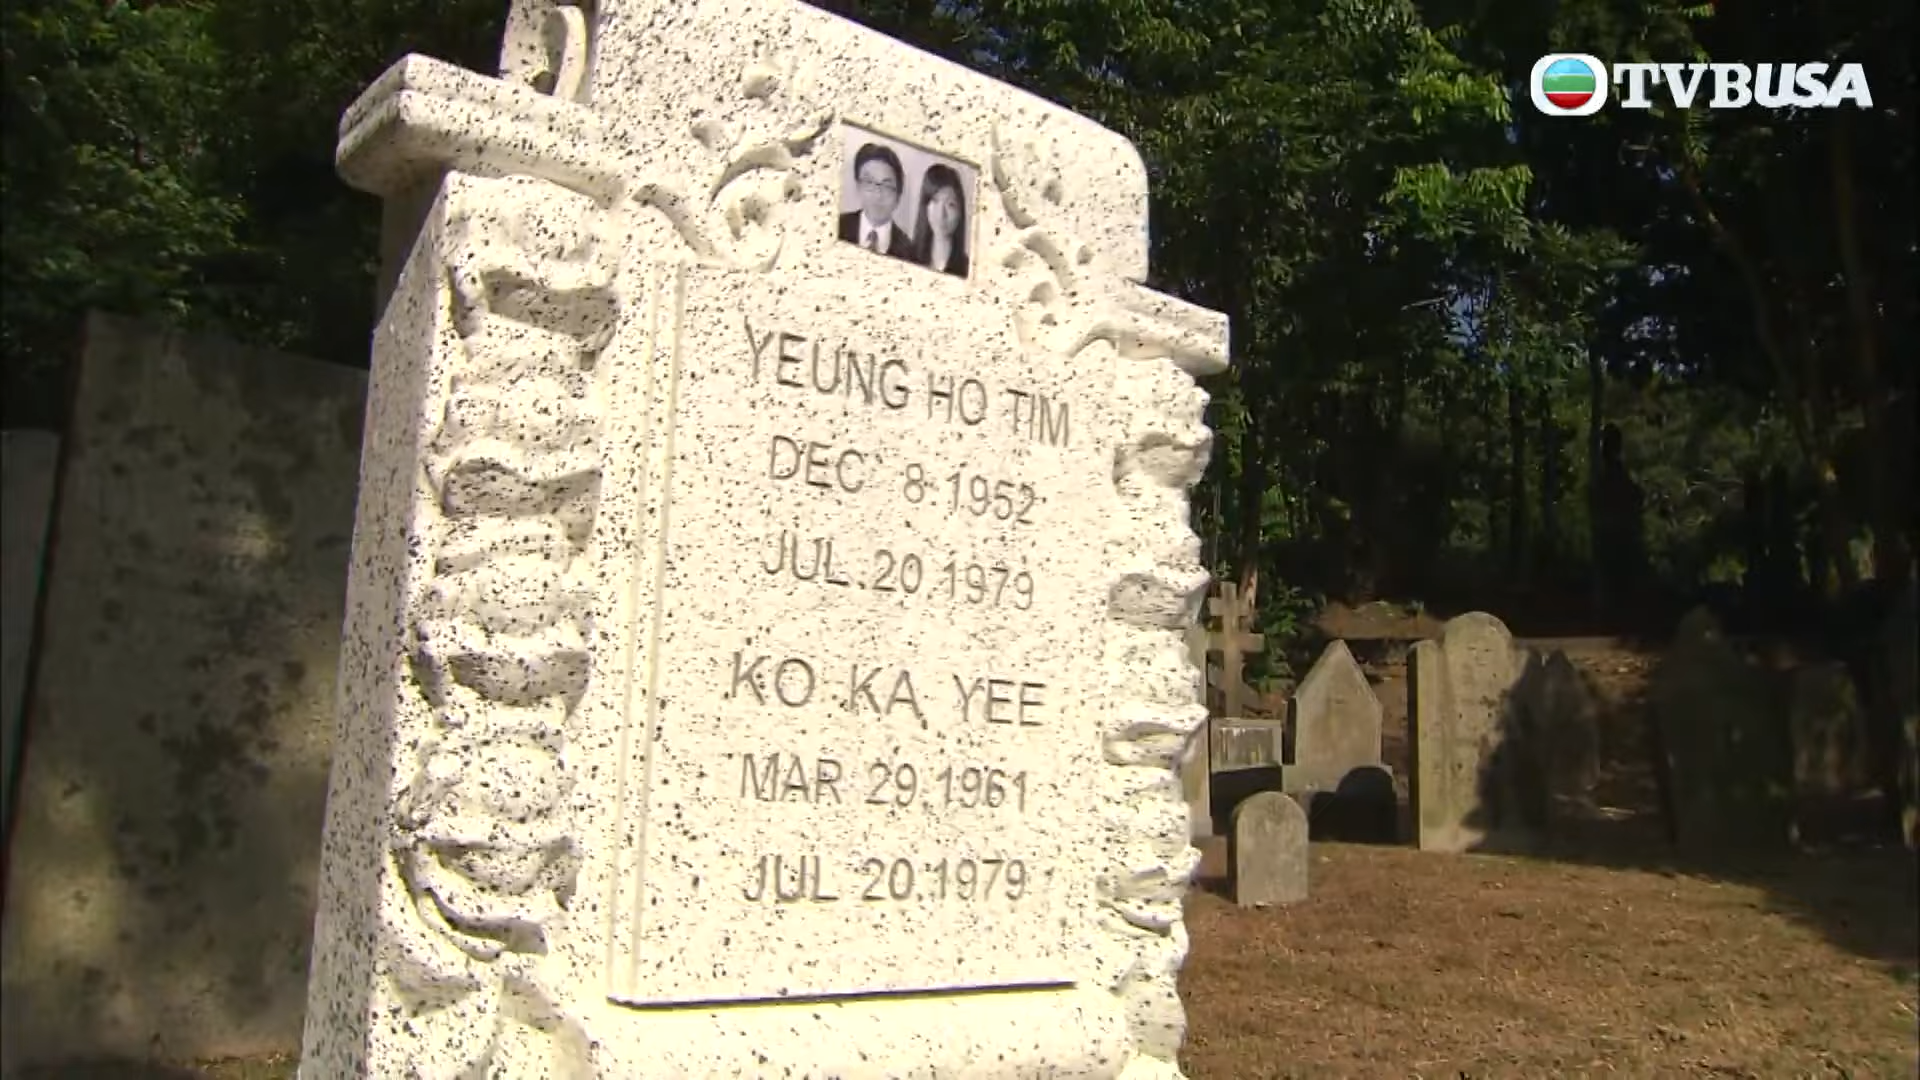 TVBUSA
YEUNG HO TIM
DEC 8.1952
JUL.20.1979
KO KA YEE
MAR 29.1961
JUL 20.1979